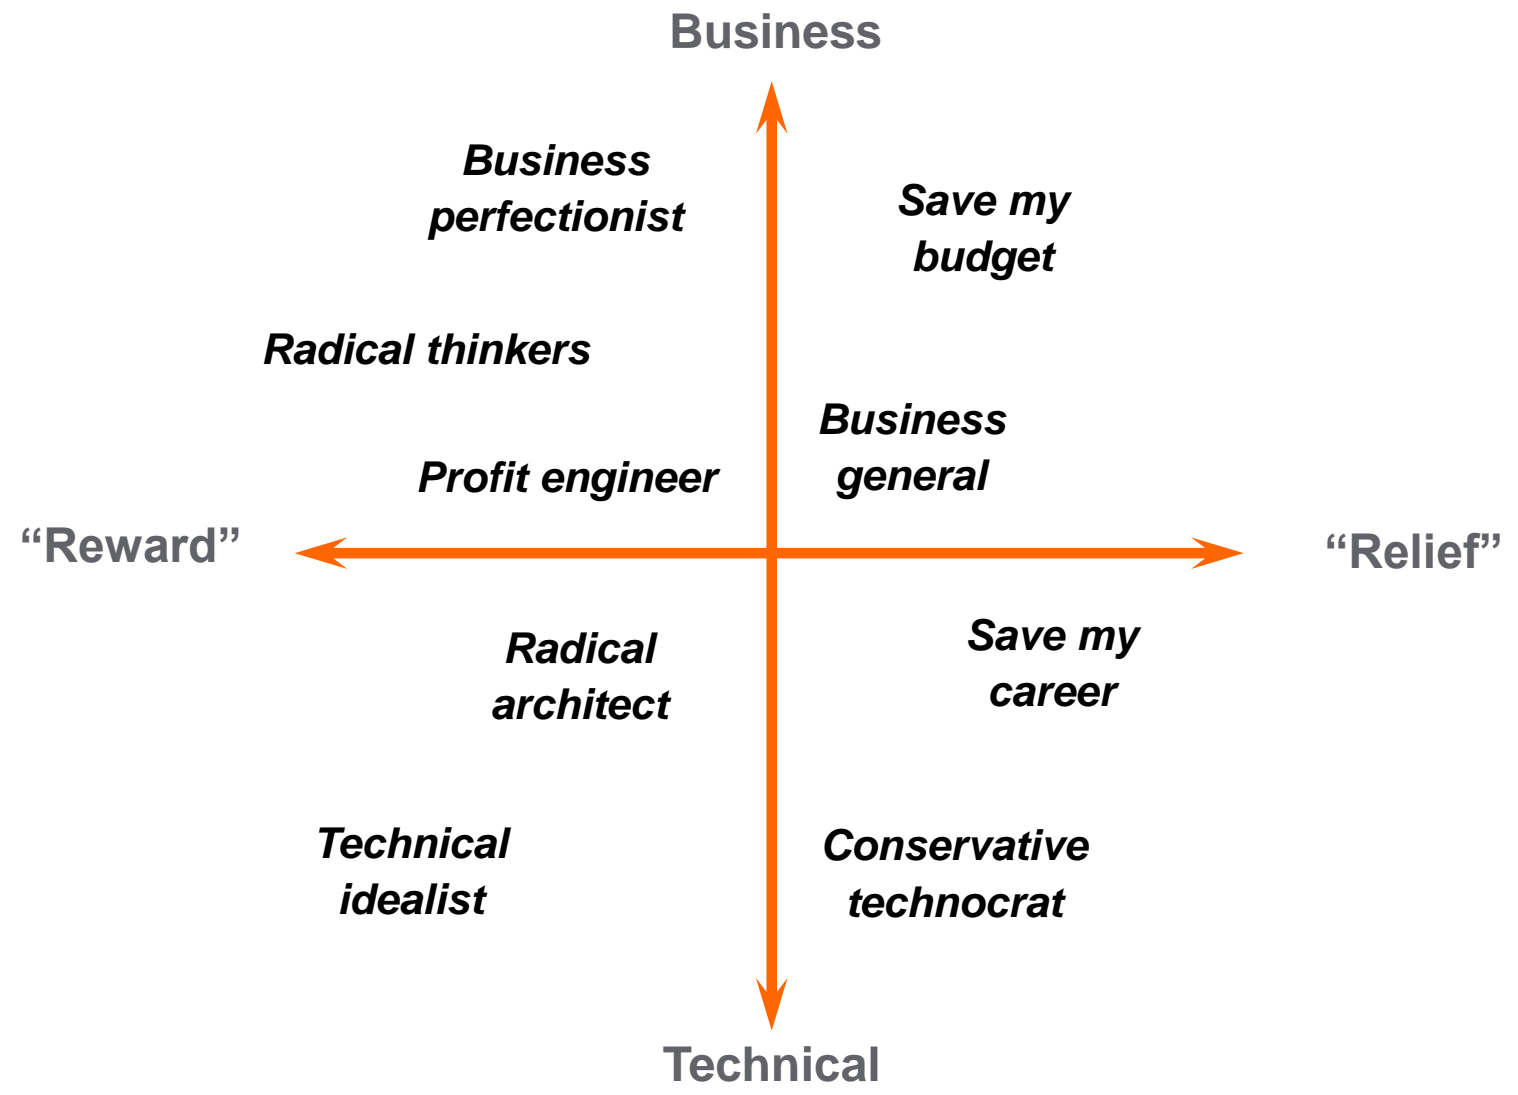 Business
Business
perfectionist
Save my
budget
Radical thinkers
Business
general
Profit engineer
“Reward”
“Relief”
Radical
architect
Save my
career
Technical
idealist
Conservative
technocrat
Technical